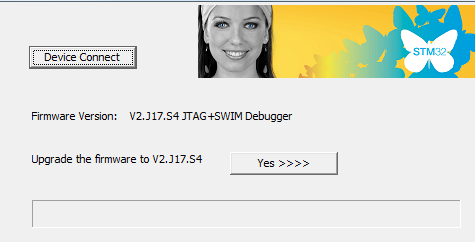 STM32
Device Connect
Firmware Version: V2.J17.S4 JTAG+SWIM Debugger
Upgrade the firmware to V2.J17.S4 Yes >>>>